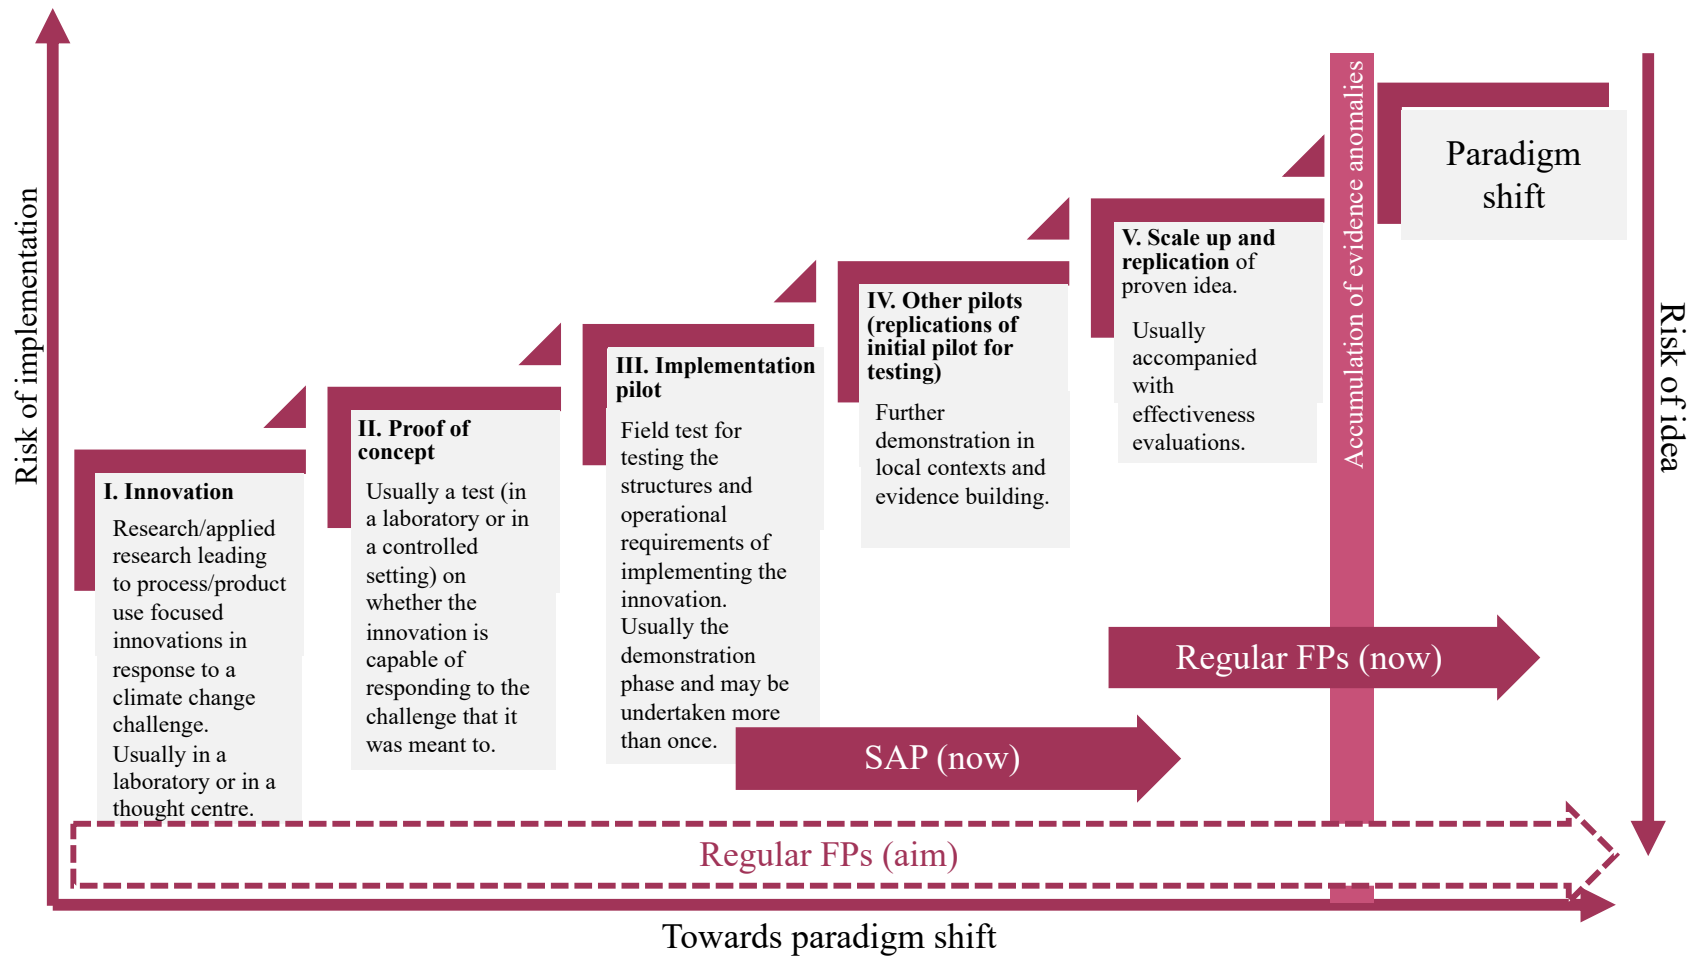 Risk of implementation
I. Innovation
Research/applied
research leading
to process/product
use focused
innovations in
response to a
climate change
challenge.
Usually in a
laboratory or in a
thought centre.
II. Proof of
concept
Usually a test (in
a laboratory or in
a controlled
setting) on
whether the
innovation is
capable of
responding to the
challenge that it
was meant to.
III. Implementation
pilot
Field test for
testing the
structures and
operational
requirements of
implementing the
innovation.
Usually the
demonstration
phase and may be
undertaken more
than once.
IV. Other pilots
(replications of
initial pilot for
testing)
Further
demonstration in
local contexts and
evidence building.
V. Scale up and
replication of
proven idea.
Usually
accompanied
with
effectiveness
evaluations.
Accumulation of evidence anomalies
Paradigm
shift
Risk of idea
Regular FPs (now)
SAP (now)
Regular FPs (aim)
Towards paradigm shift